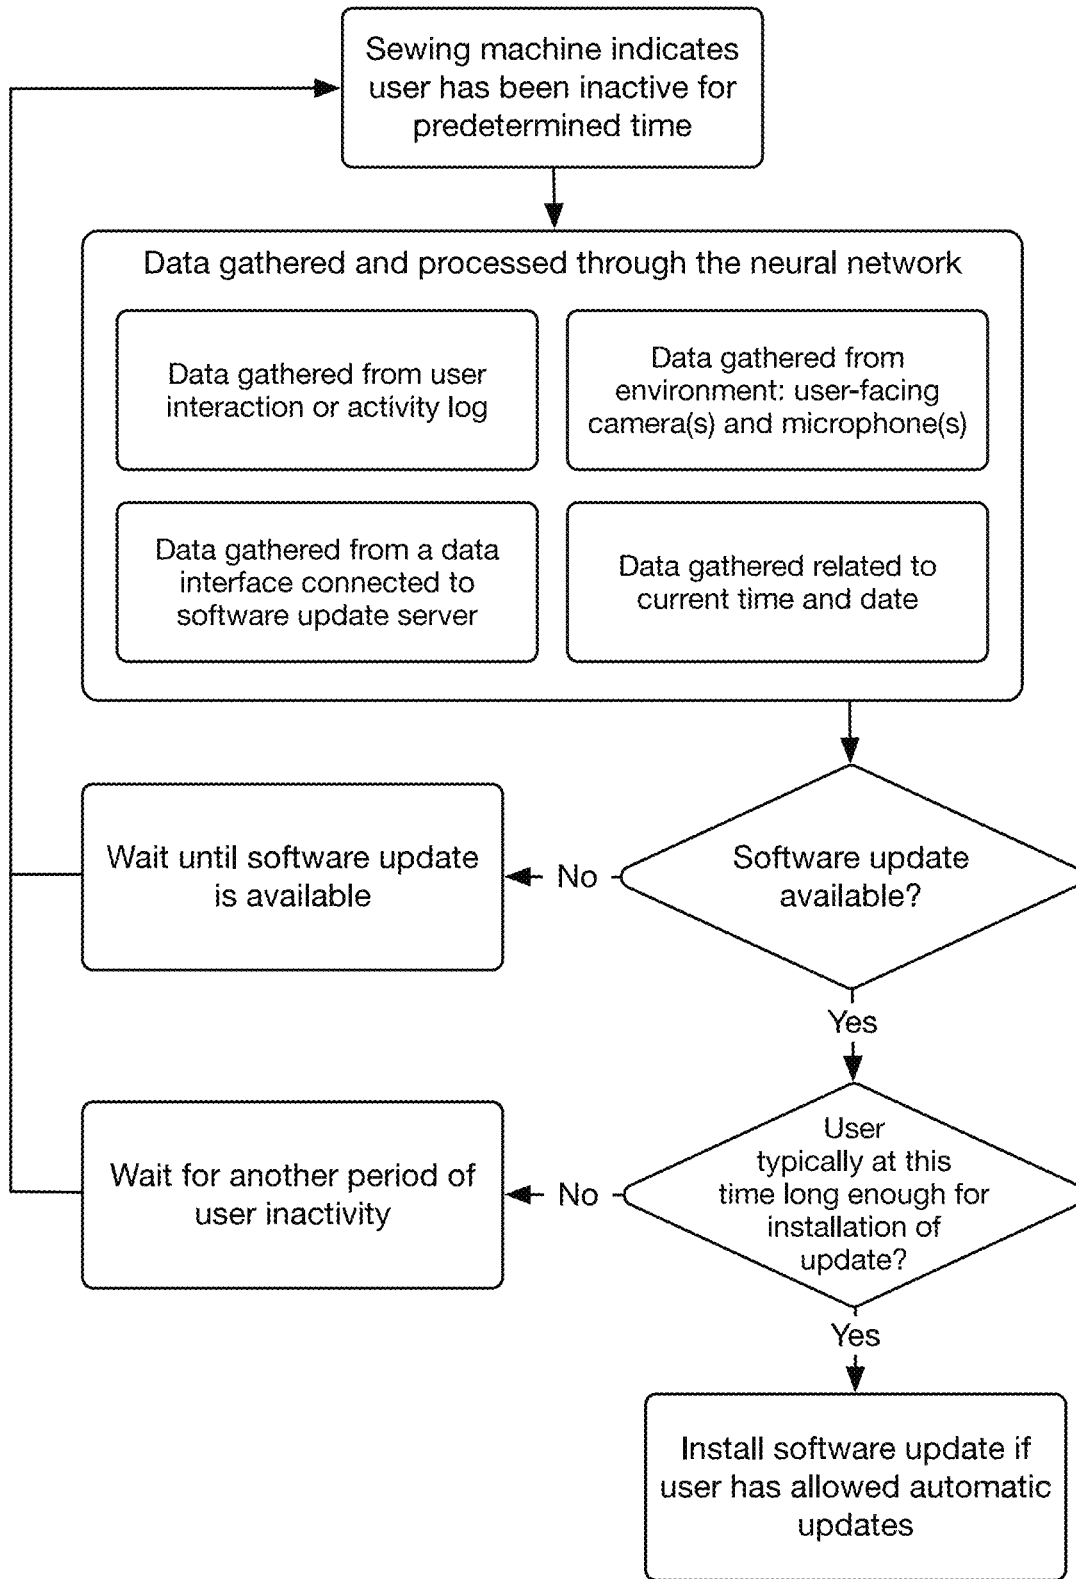 Sewing machine indicates
user has been inactive for
predetermined time
Data gathered and processed through the neural network
Data gathered from user
interaction or activity log
Data gathered from
environment: user-facing
camera(s) and microphone(s)
Data gathered from a data
interface connected to
software update server
Data gathered related to
current time and date
Software update
available?
No
Wait until software update
is available
Yes
User
typically at this
time long enough for
installation of
update?
No
Wait for another period of
user inactivity
Yes
Install software update if
user has allowed automatic
updates